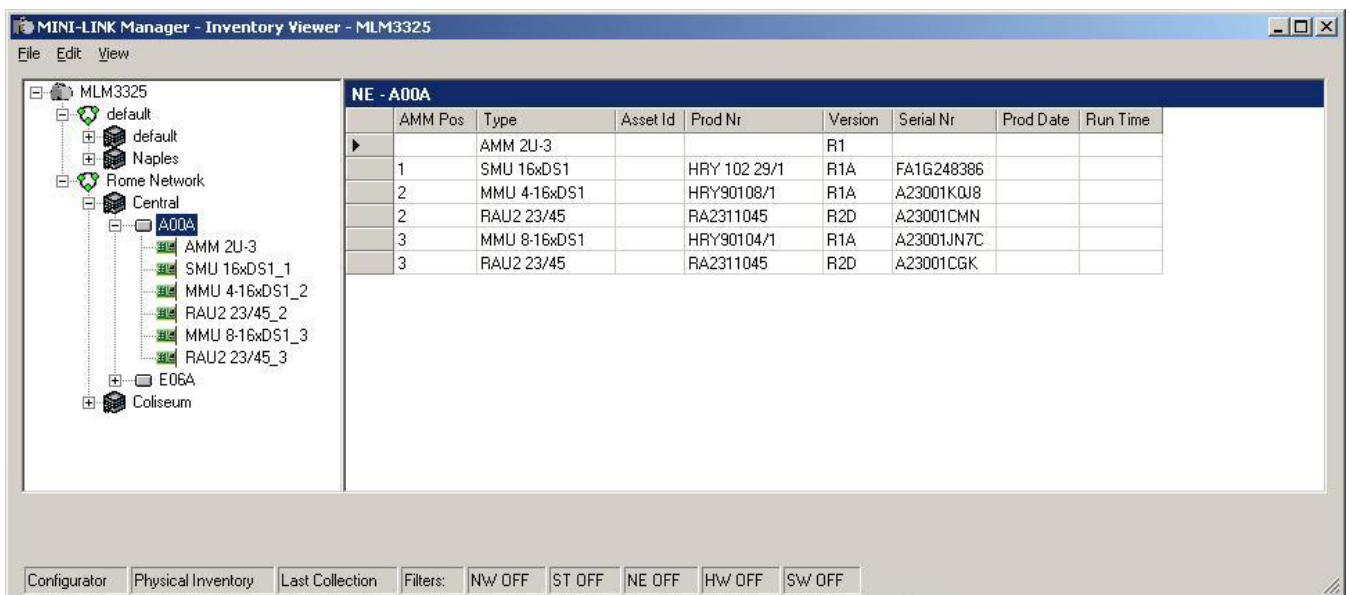 MINI-LINK Manager - Inventory Viewer - MLM3325
File Edit View
MLM3325
default
default
Naples
Rome Network
Central
A00A
AMM 2U-3
SMU 16xDS1_1
MMU 4-16xDS1_2
RAU2 23/45_2
MMU 8-16xDS1_3
RAU2 23/45_3
E06A
Coliseum
NE - A00A
AMM Pos Type Asset Id Prod Nr Version Serial Nr Prod Date Run Time
AMM 2U-3 R1
1 SMU 16xDS1 HRY 102 29/1 R1A FA1G248386
2 MMU 4-16xDS1 HRY90108/1 R1A A23001K0J8
2 RAU2 23/45 RA2311045 R2D A23001CMN
3 MMU 8-16xDS1 HRY90104/1 R1A A23001JN7C
3 RAU2 23/45 RA2311045 R2D A23001CGK
Configurator Physical Inventory Last Collection Filters: NW OFF ST OFF NE OFF HW OFF SW OFF